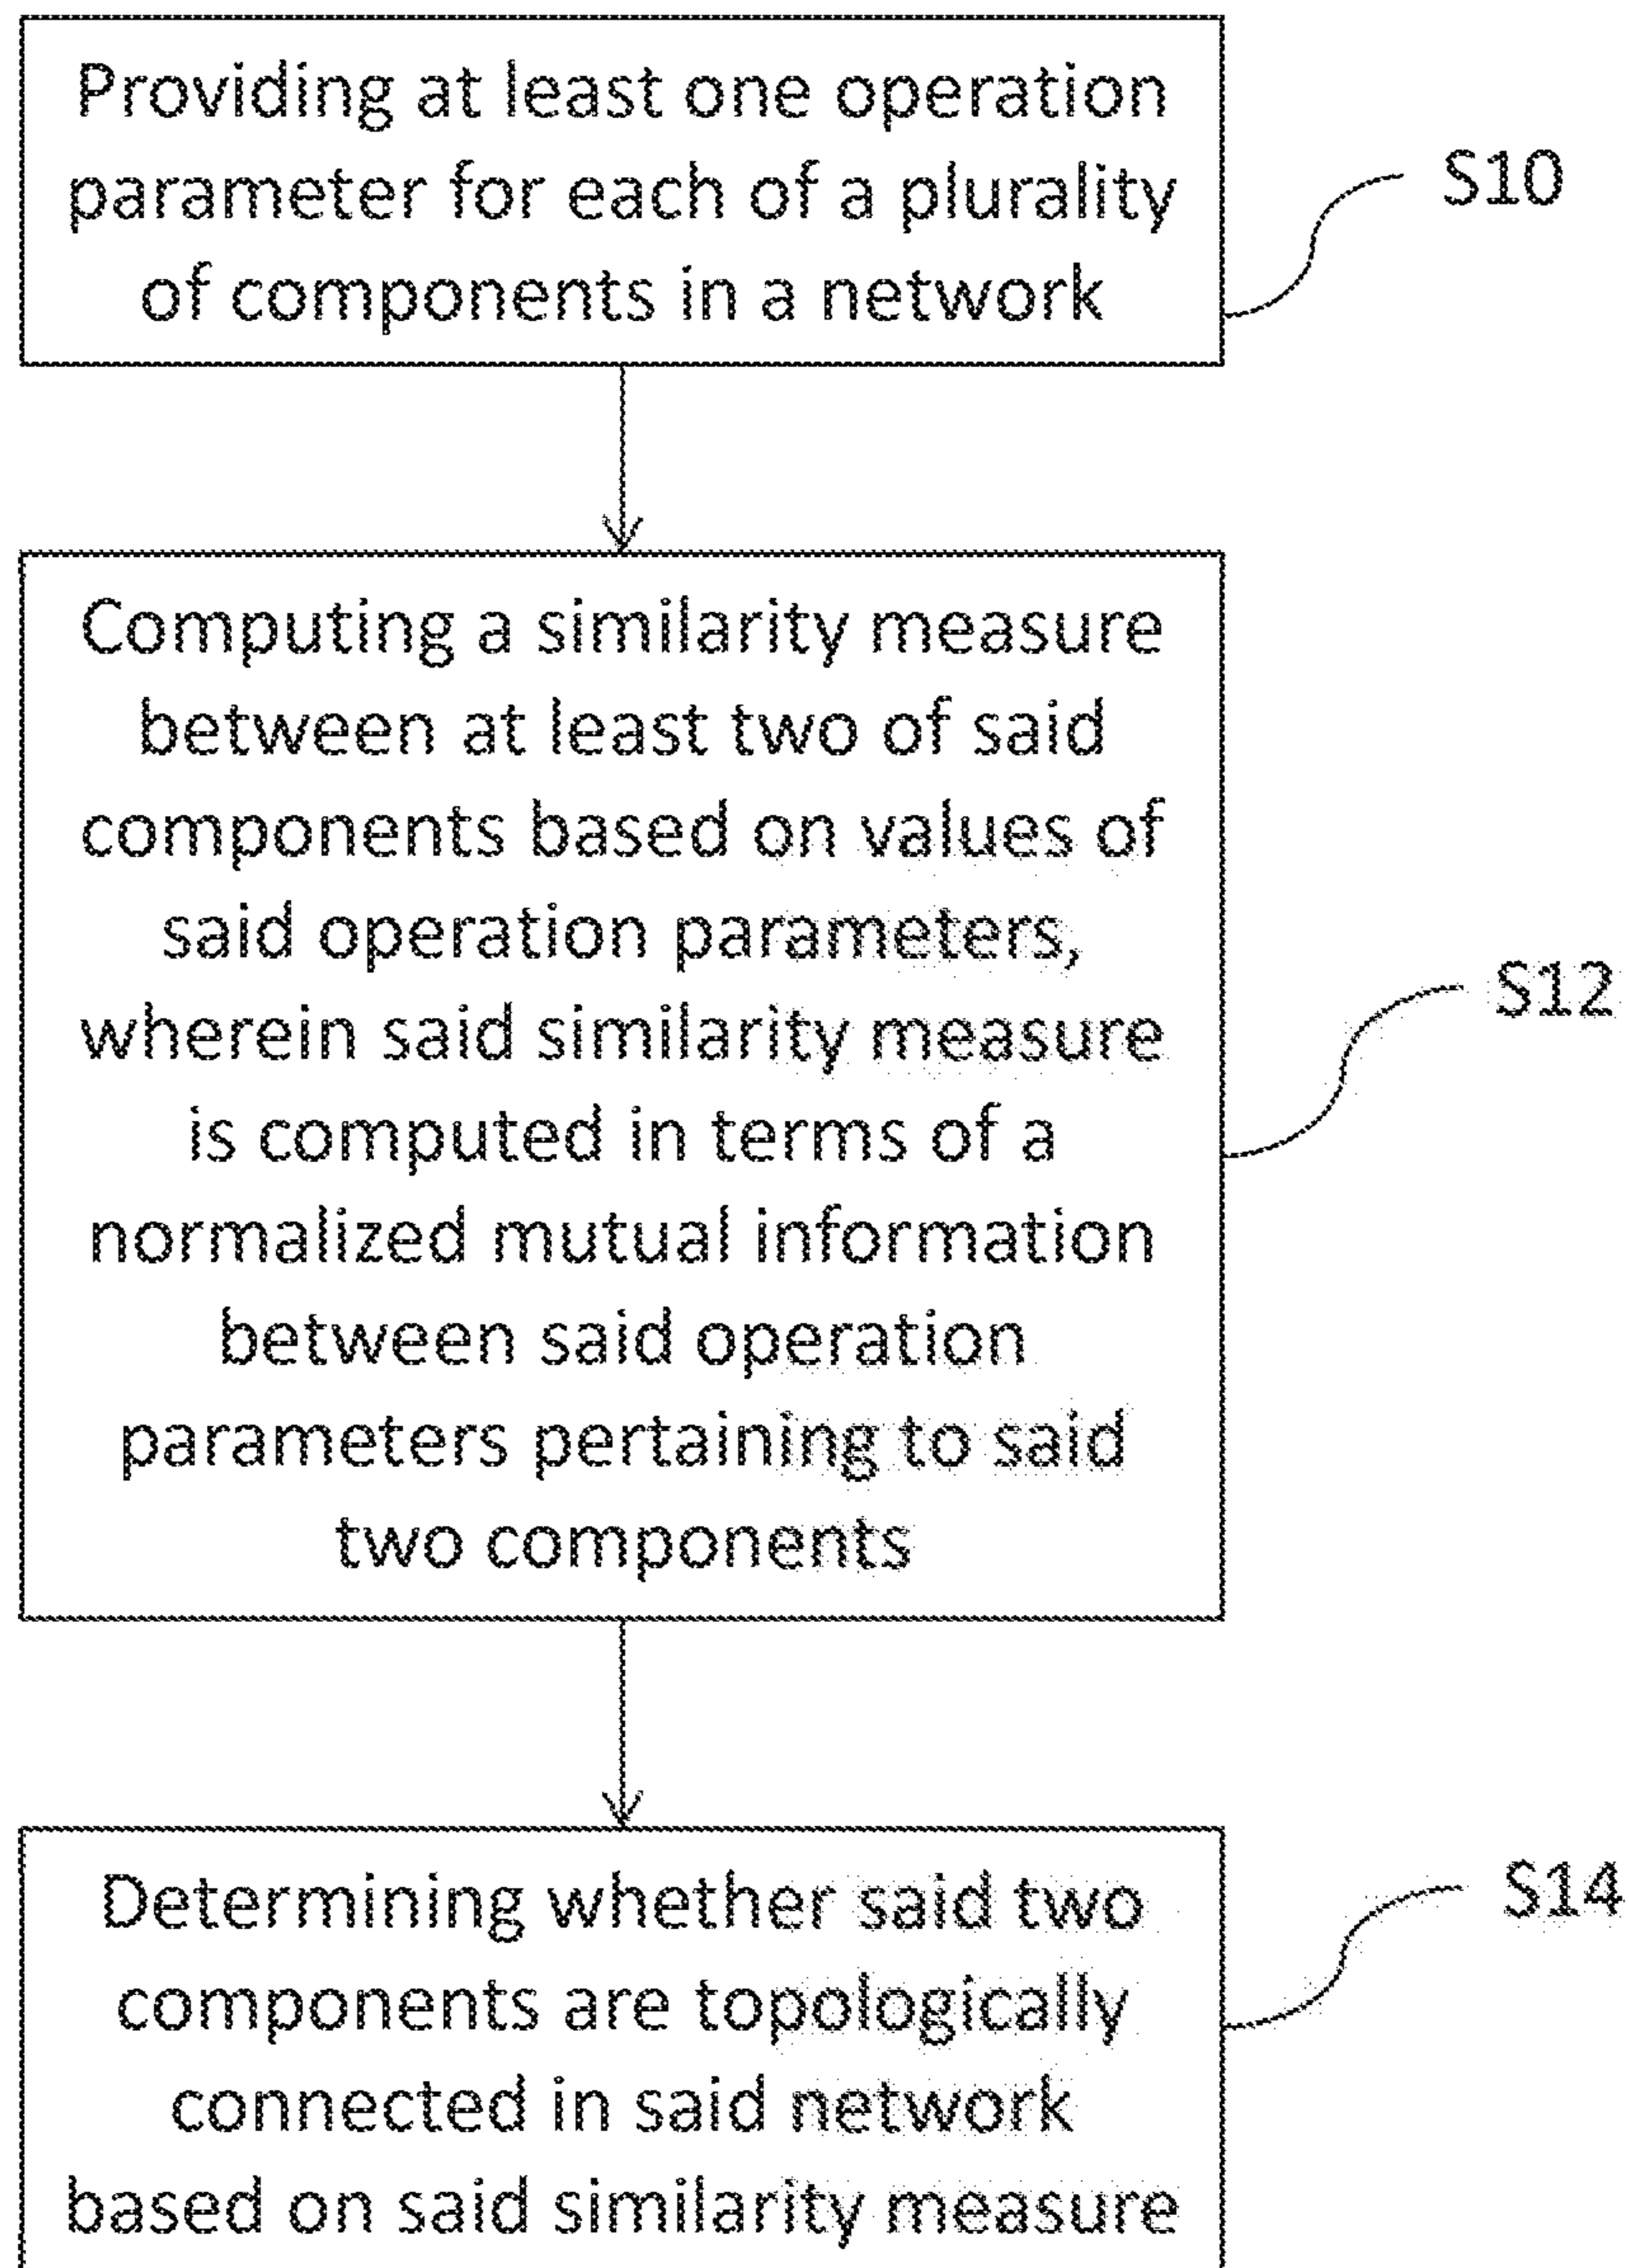 Providing at least one operation
parameter for each of a plurality
of components in a network
S10
Computing a similarity measure
between at least two of said
components based on values of
said operation parameters,
wherein said similarity measure
is computed in terms of a
normalized mutual information
between said operation
parameters pertaining to said
two components
S12
Determining whether said two
components are topologically
connected in said network
based on said similarity measure
S14